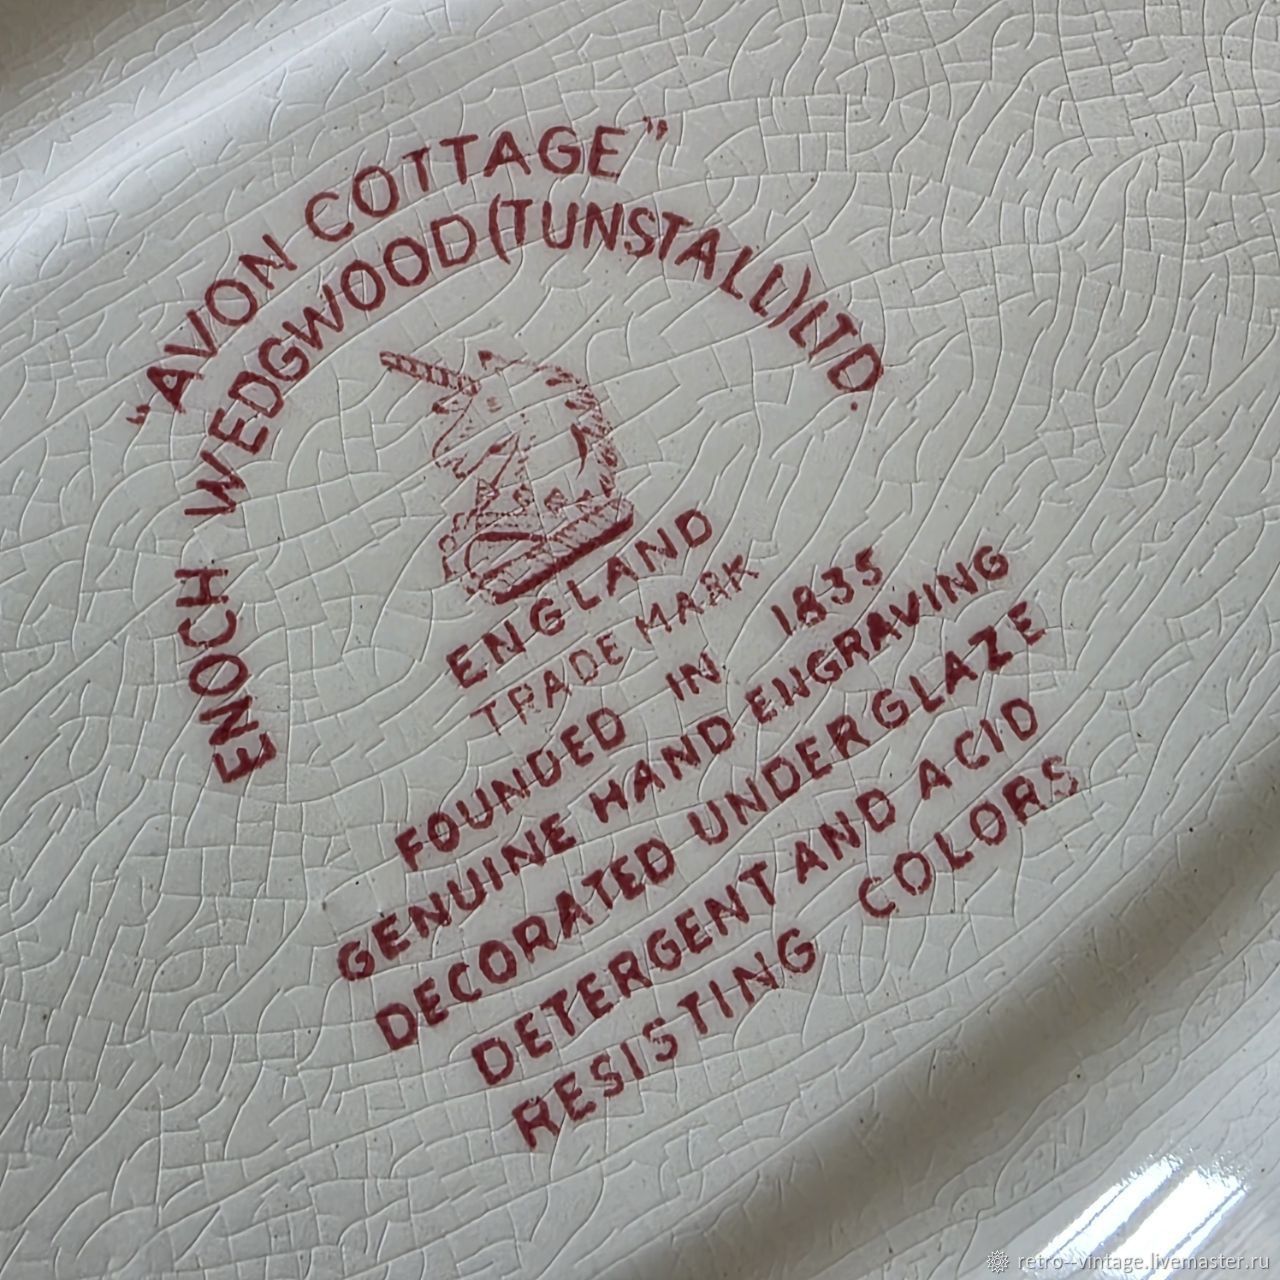 "AVON COTTAGE"
ENOCH WEDGWOOD (TUNSTALL) LTD.
ENGLAND
TRADE MARK
FOUNDED IN 1835
GENUINE HAND ENGRAVING
DECORATED UNDERGLAZE
DETERGENT AND ACID
RESISTING COLORS
retro-vintage.livemaster.ru